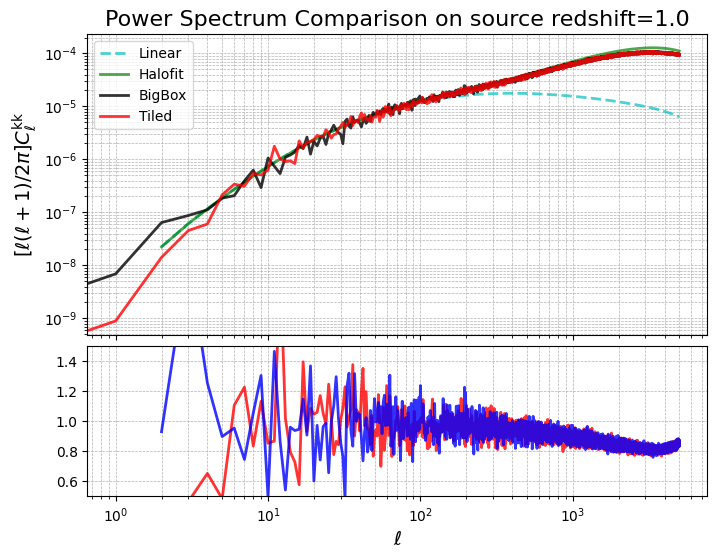 Power Spectrum Comparison on source redshift=1.0
[ℓ(ℓ + 1)/2π]C_ℓ^kk
10⁻⁴
10⁻⁵
10⁻⁶
10⁻⁷
10⁻⁸
10⁻⁹
Linear
Halofit
BigBox
Tiled
1.4
1.2
1.0
0.8
0.6
10⁰ 10¹ 10² 10³
ℓ